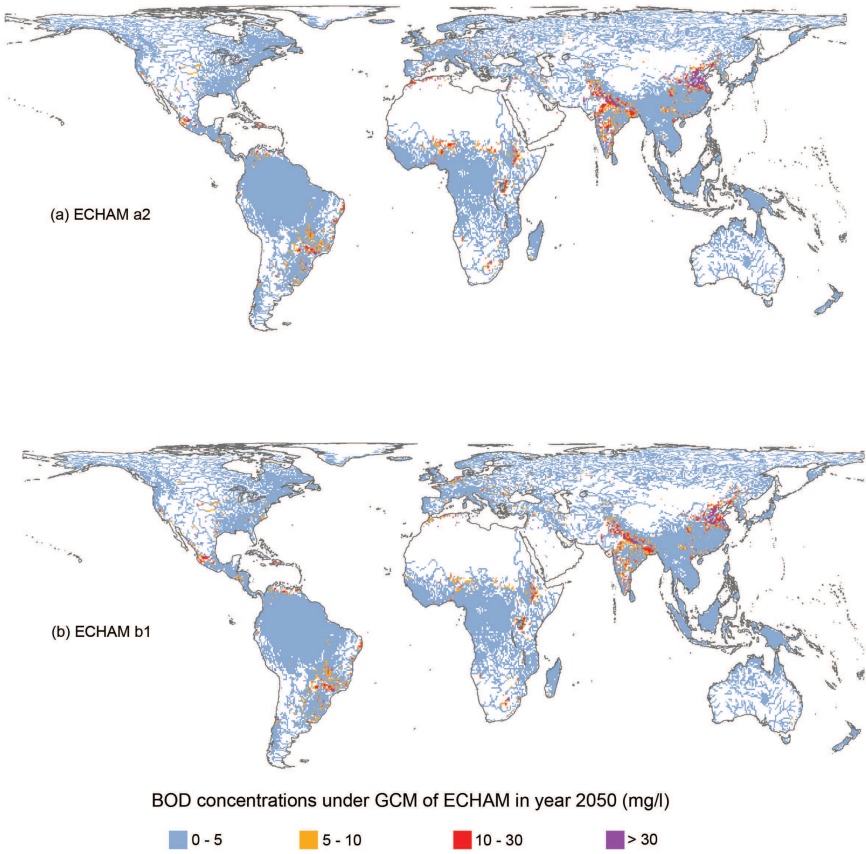 (a) ECHAM a2
(b) ECHAM b1
BOD concentrations under GCM of ECHAM in year 2050 (mg/l)
0 - 5 5 - 10 10 - 30 > 30